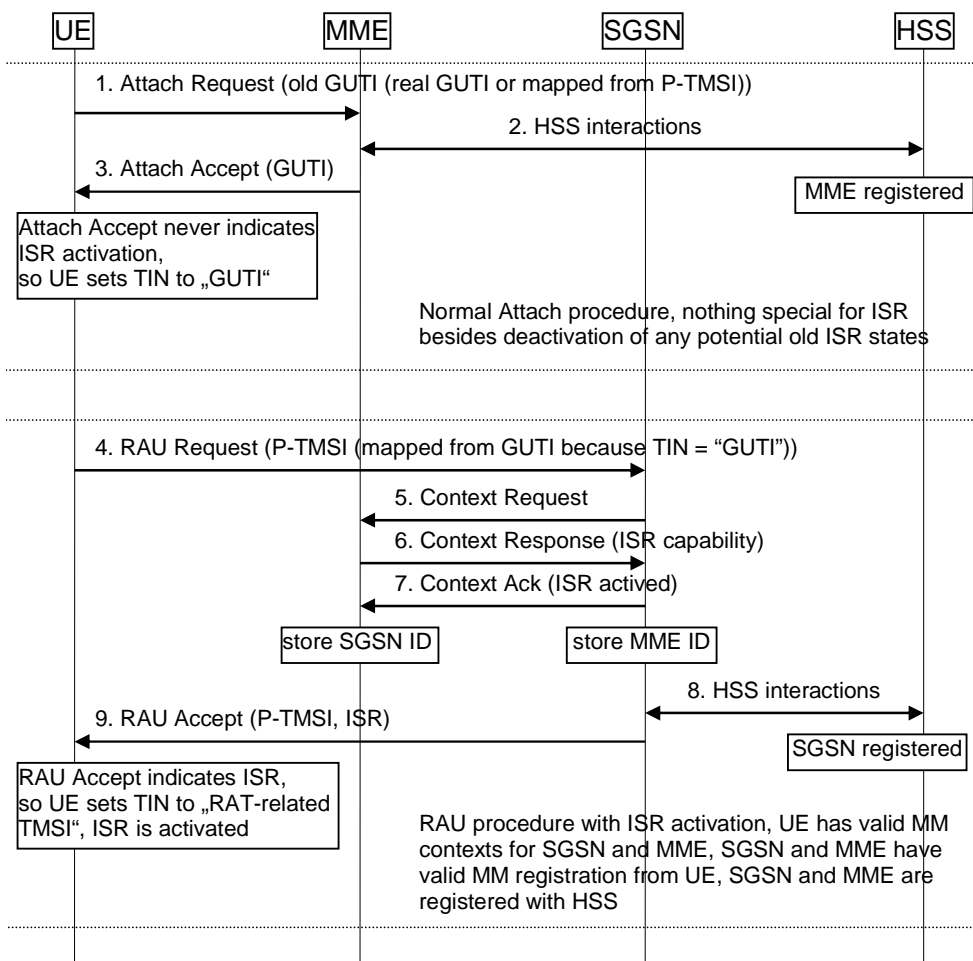 UE MME SGSN HSS
1. Attach Request (old GUTI (real GUTI or mapped from P-TMSI))
2. HSS interactions
3. Attach Accept (GUTI)
MME registered
Attach Accept never indicates
ISR activation,
so UE sets TIN to „GUTI“
Normal Attach procedure, nothing special for ISR
besides deactivation of any potential old ISR states
4. RAU Request (P-TMSI (mapped from GUTI because TIN = “GUTI”))
5. Context Request
6. Context Response (ISR capability)
7. Context Ack (ISR actived)
store SGSN ID
store MME ID
8. HSS interactions
9. RAU Accept (P-TMSI, ISR)
SGSN registered
RAU Accept indicates ISR,
so UE sets TIN to „RAT-related
TMSI“, ISR is activated
RAU procedure with ISR activation, UE has valid MM
contexts for SGSN and MME, SGSN and MME have
valid MM registration from UE, SGSN and MME are
registered with HSS